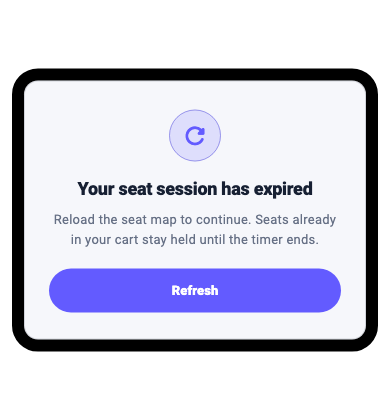 Your seat session has expired
Reload the seat map to continue. Seats already
in your cart stay held until the timer ends.
Refresh